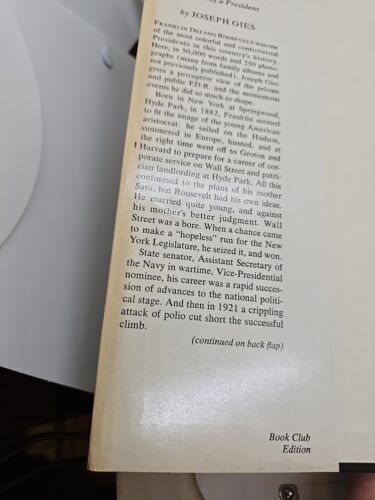 of a President
by JOSEPH GIES
FRANKLIN DELANO ROOSEVELT was one
of the most colorful and controversial
Presidents in this country's history.
Here, in 50,000 words and 250 photo-
graphs (many from family albums and
not previously published), Joseph Gies
gives a perceptive view of the private
and public F.D.R. and the momentous
events he did so much to shape.
Born in New York at Springwood,
Hyde Park, in 1882, Franklin seemed
to fit the image of the young American
aristocrat: he sailed on the Hudson,
summered in Europe, hunted, and at
the right time went off to Groton and
Harvard to prepare for a career of cor-
porate service on Wall Street and patri-
cian landlording at Hyde Park. All this
conformed to the plans of his mother
Sara, but Roosevelt had his own ideas.
He married quite young, and against
his mother's better judgment. Wall
Street was a bore. When a chance came
to make a "hopeless" run for the New
York Legislature, he seized it, and won.
State senator, Assistant Secretary of
the Navy in wartime, Vice-Presidential
nominee, his career was a rapid succes-
sion of advances to the national politi-
cal stage. And then in 1921 a crippling
attack of polio cut short the successful
climb.
(continued on back flap)
Book Club
Edition